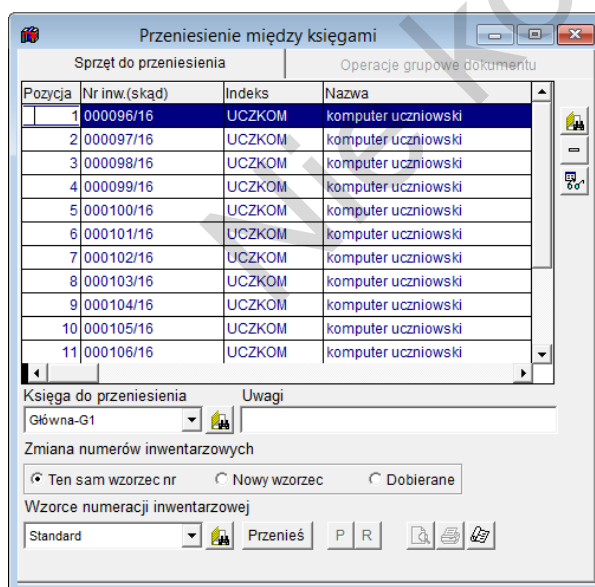 Przeniesienie między księgami
Sprzęt do przeniesienia Operacje grupowe dokumentu
Pozycja Nr inw.(skąd) Indeks Nazwa
1 000096/16 UCZKOM komputer uczniowski
2 000097/16 UCZKOM komputer uczniowski
3 000098/16 UCZKOM komputer uczniowski
4 000099/16 UCZKOM komputer uczniowski
5 000100/16 UCZKOM komputer uczniowski
6 000101/16 UCZKOM komputer uczniowski
7 000102/16 UCZKOM komputer uczniowski
8 000103/16 UCZKOM komputer uczniowski
9 000104/16 UCZKOM komputer uczniowski
10 000105/16 UCZKOM komputer uczniowski
11 000106/16 UCZKOM komputer uczniowski
Księga do przeniesienia Uwagi
Główna-G1
Zmiana numerów inwentarzowych
Ten sam wzorzec nr Nowy wzorzec Dobierane
Wzorce numeracji inwentarzowej
Standard Przenieś P R
Nie ko